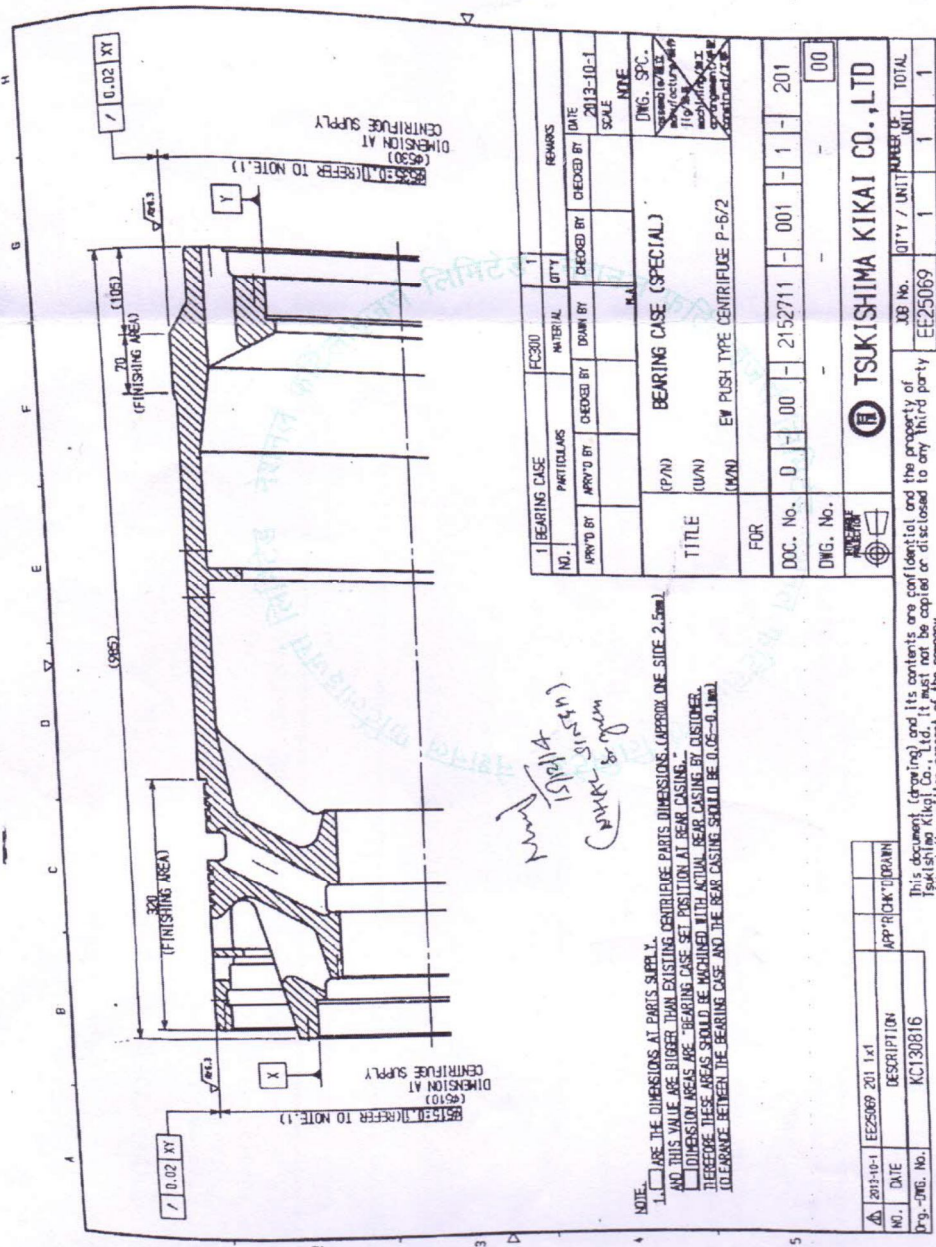 A
B
C
D
E
F
G
H
3
4
5
/ 0.02 XY
/ 0.02 XY
(985)
320
(FINISHING AREA)
70
(FINISHING AREA)
(105)
X
Y
(REFER TO NOTE.1)
(φ510)
DIMENSION AT
CENTRIFUGE SUPPLY
(REFER TO NOTE.1)
(φ530)
DIMENSION AT
CENTRIFUGE SUPPLY
NOTE.
1. ARE THE DIMENSIONS AT PARTS SUPPLY.
AND THIS VALUE ARE BIGGER THAN EXISTING CENTRIFUGE PARTS DIMENSIONS.(APPROX ONE SIDE 2.5mm)
DIMENSION AREAS ARE "BEARING CASE SET POSITION AT REAR CASING."
THEREFORE THESE AREAS SHOULD BE MACHINED WITH ACTUAL REAR CASING BY CUSTOMER.
(CLEARANCE BETWEEN THE BEARING CASE AND THE REAR CASING SHOULD BE 0.05-0.1mm)
1 BEARING CASE FC300 1
NO. PARTICULARS MATERIAL Q'TY REMARKS
APRV'D BY APRV'D BY CHECKED BY DRAWN BY CHECKED BY CHECKED BY DATE
2013-10-1
SCALE
NONE
DWG. SPC.
TITLE
(P/N) BEARING CASE (SPECIAL)
(U/N)
(M/N) EW PUSH TYPE CENTRIFUGE P-6/2
FOR
DOC. No. D - 00 - 2152711 - 001 - 1 - 201
DWG. No. - - 00
TSUKISHIMA KIKAI CO.,LTD
This document (drawing) and its contents are confidential and the property of
Tsukishima Kikai Co., Ltd. It must not be copied or disclosed to any third party
JOB No. QTY / UNIT NUMBER OF UNIT TOTAL
EE25069 1 1 1
2013-10-1 EE25069 201 1x1
NO. DATE DESCRIPTION APP'R CHK'D DRAWN
Org.-DWG. No. KC130816